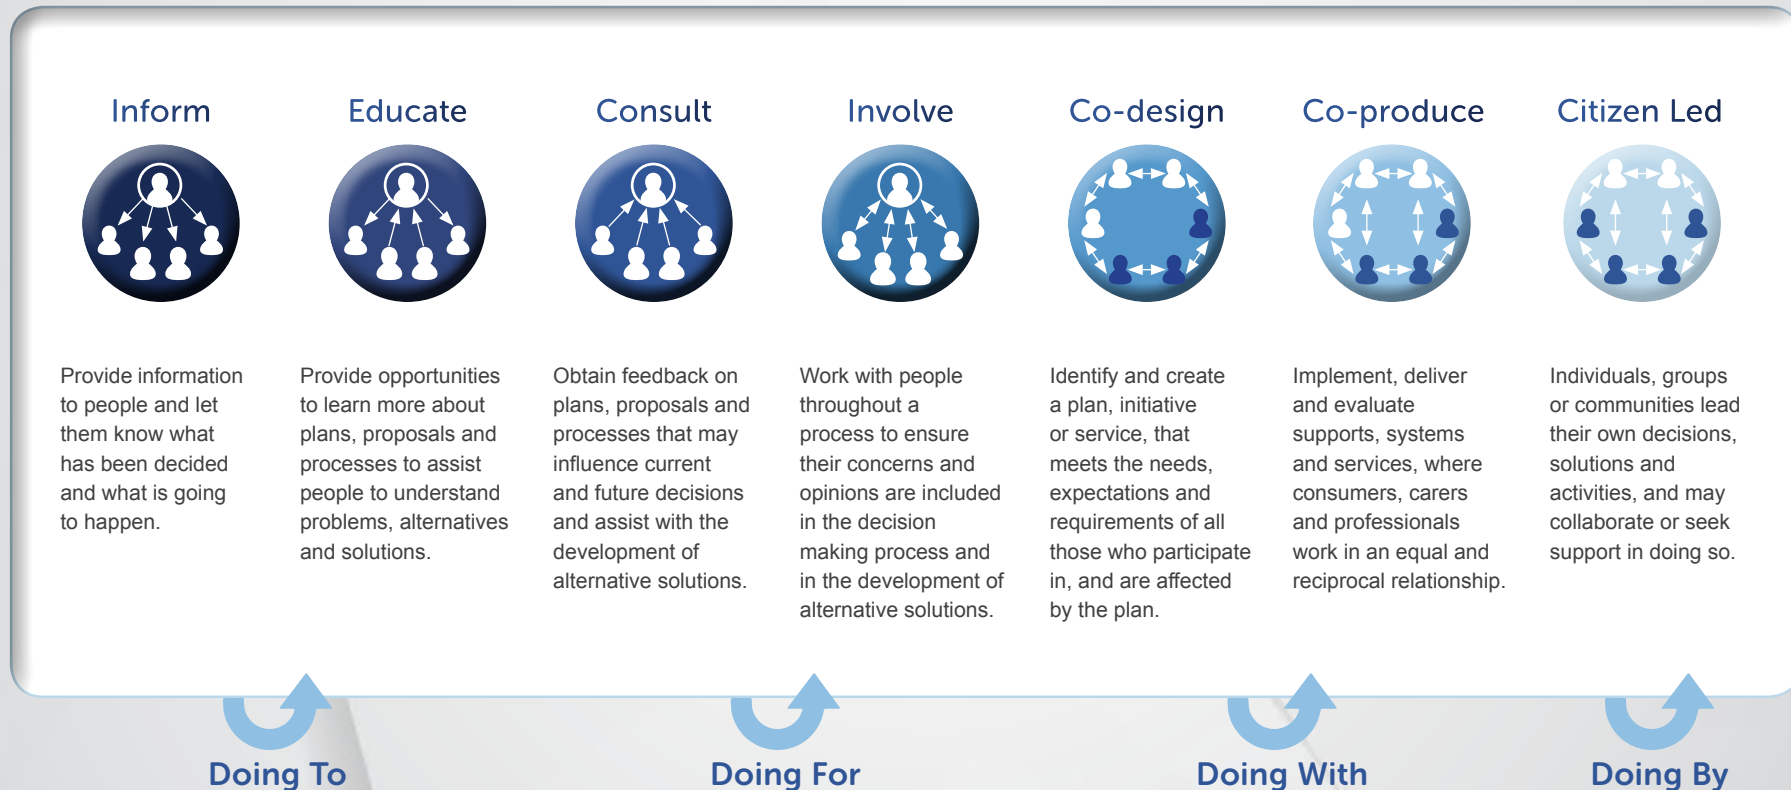 Inform
Provide information
to people and let
them know what
has been decided
and what is going
to happen.
Educate
Provide opportunities
to learn more about
plans, proposals and
processes to assist
people to understand
problems, alternatives
and solutions.
Consult
Obtain feedback on
plans, proposals and
processes that may
influence current
and future decisions
and assist with the
development of
alternative solutions.
Involve
Work with people
throughout a
process to ensure
their concerns and
opinions are included
in the decision
making process and
in the development of
alternative solutions.
Co-design
Identify and create
a plan, initiative
or service, that
meets the needs,
expectations and
requirements of all
those who participate
in, and are affected
by the plan.
Co-produce
Implement, deliver
and evaluate
supports, systems
and services, where
consumers, carers
and professionals
work in an equal and
reciprocal relationship.
Citizen Led
Individuals, groups
or communities lead
their own decisions,
solutions and
activities, and may
collaborate or seek
support in doing so.
Doing To
Doing For
Doing With
Doing By